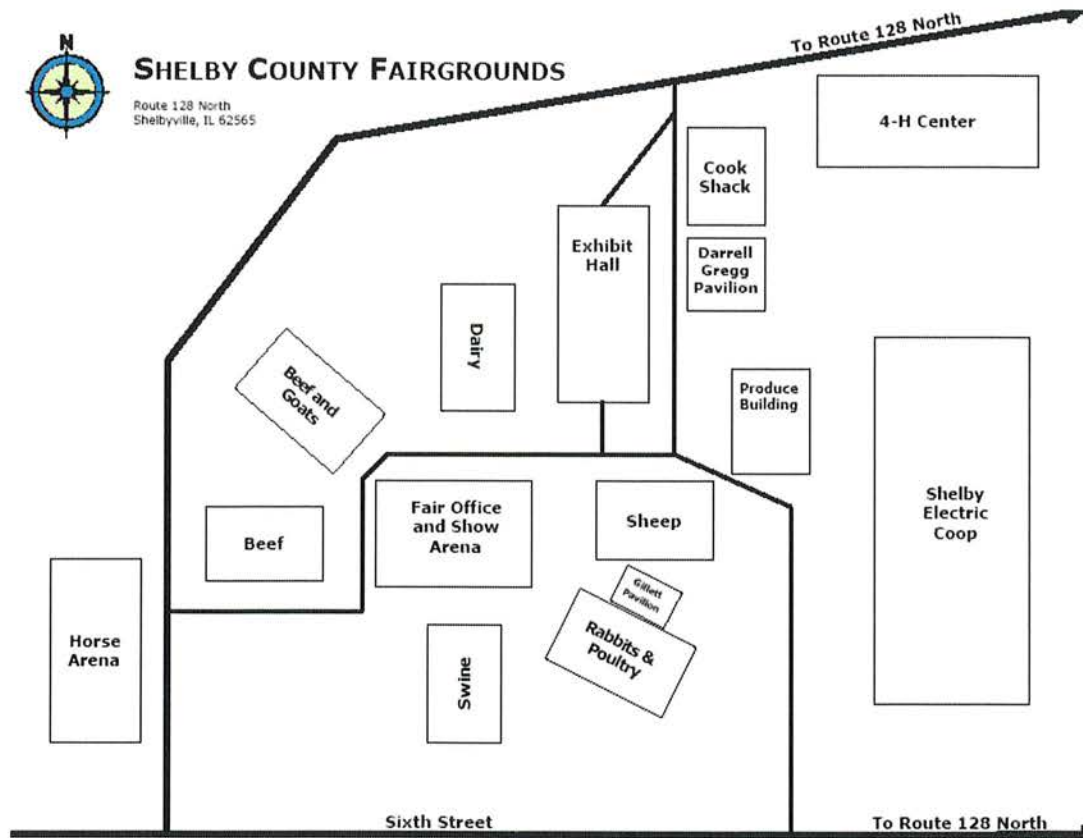 To Route 128 North
N
SHELBY COUNTY FAIRGROUNDS
Route 128 North
Shelbyville, IL 62565
4-H Center
Cook
Shack
Exhibit
Hall
Darrell
Gregg
Pavilion
Dairy
Beef and
Goats
Produce
Building
Fair Office
and Show
Arena
Sheep
Shelby
Electric
Coop
Beef
Gillett
Pavilion
Horse
Arena
Rabbits &
Poultry
Swine
Sixth Street
To Route 128 North